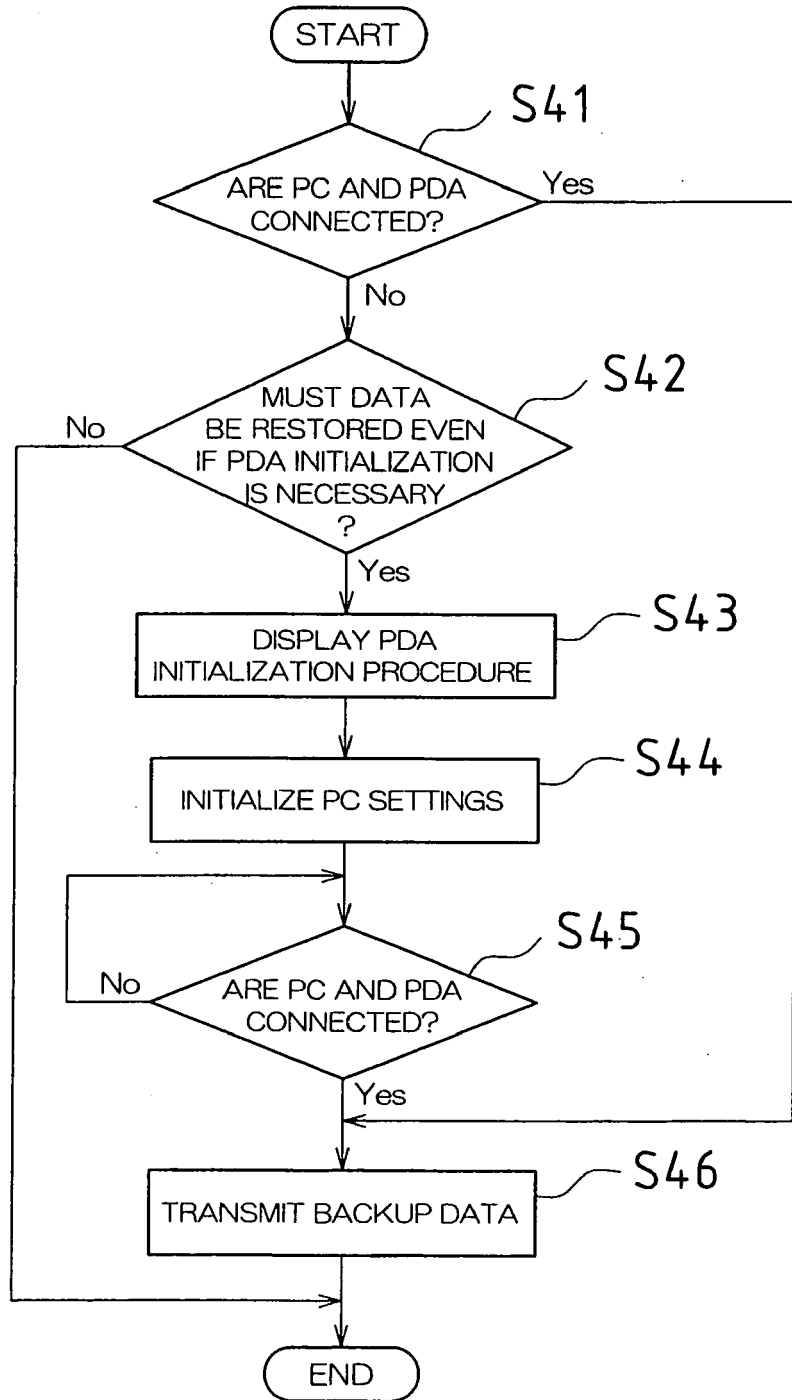 START
S41
ARE PC AND PDA
CONNECTED?
Yes
No
S42
MUST DATA
BE RESTORED EVEN
IF PDA INITIALIZATION
IS NECESSARY
?
No
Yes
S43
DISPLAY PDA
INITIALIZATION PROCEDURE
S44
INITIALIZE PC SETTINGS
S45
ARE PC AND PDA
CONNECTED?
No
Yes
S46
TRANSMIT BACKUP DATA
END